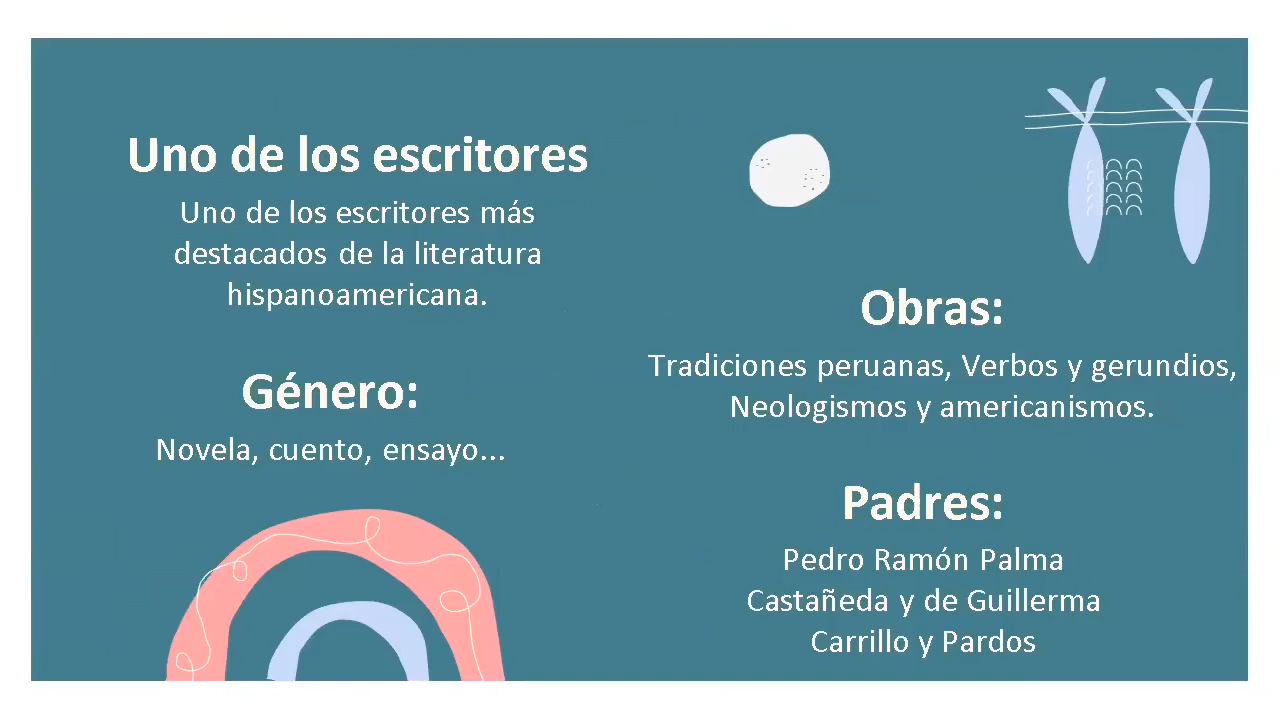 Uno de los escritores
Uno de los escritores más
destacados de la literatura
hispanoamericana.
Género:
Novela, cuento, ensayo...
Obras:
Tradiciones peruanas, Verbos y gerundios,
Neologismos y americanismos.
Padres:
Pedro Ramón Palma
Castañeda y de Guillerma
Carrillo y Pardos